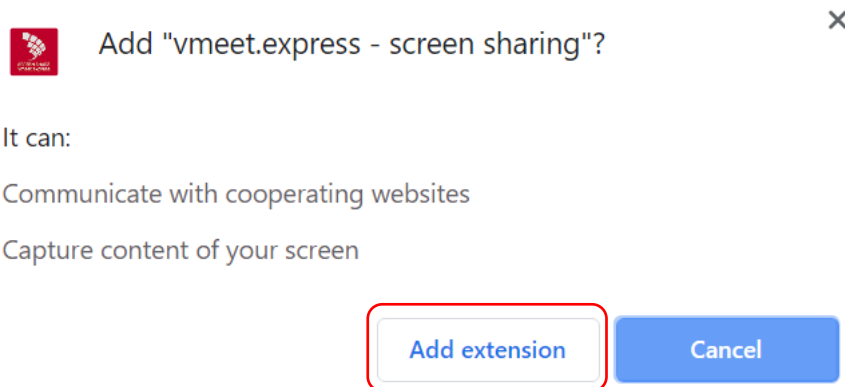 Add "vmeet.express - screen sharing"?
It can:
Communicate with cooperating websites
Capture content of your screen
Add extension
Cancel